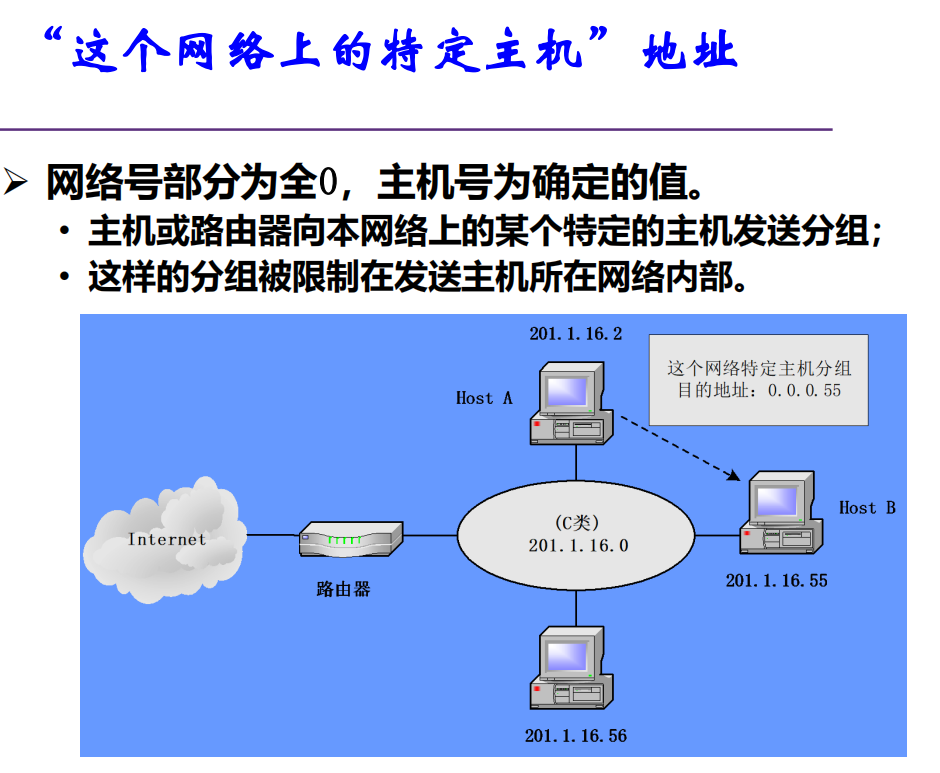 “这个网络上的特定主机”地址
➢ 网络号部分为全0，主机号为确定的值。
• 主机或路由器向本网络上的某个特定的主机发送分组；
• 这样的分组被限制在发送主机所在网络内部。
201.1.16.2
这个网络特定主机分组
目的地址：0.0.0.55
Host A
Host B
Internet
(C类)
201.1.16.0
路由器
201.1.16.55
201.1.16.56